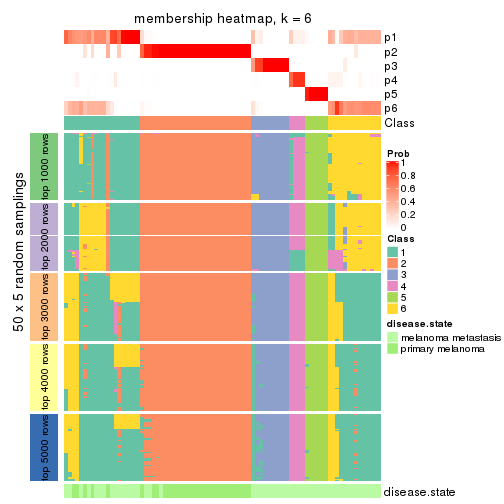 membership heatmap, k = 6
p1
p2
p3
p4
p5
p6
Class
50 x 5 random samplings
top 1000 rows
top 2000 rows
top 3000 rows
top 4000 rows
top 5000 rows
Prob
1
0.8
0.6
0.4
0.2
0
Class
1
2
3
4
5
6
disease.state
melanoma metastasis
primary melanoma
disease.state